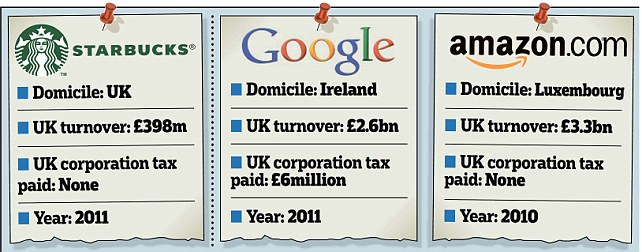 STARBUCKS®
TM
Domicile: UK
UK turnover: £398m
UK corporation tax
paid: None
Year: 2011
Google
Domicile: Ireland
UK turnover: £2.6bn
UK corporation tax
paid: £6million
Year: 2011
amazon.com
Domicile: Luxembourg
UK turnover: £3.3bn
UK corporation tax
paid: None
Year: 2010